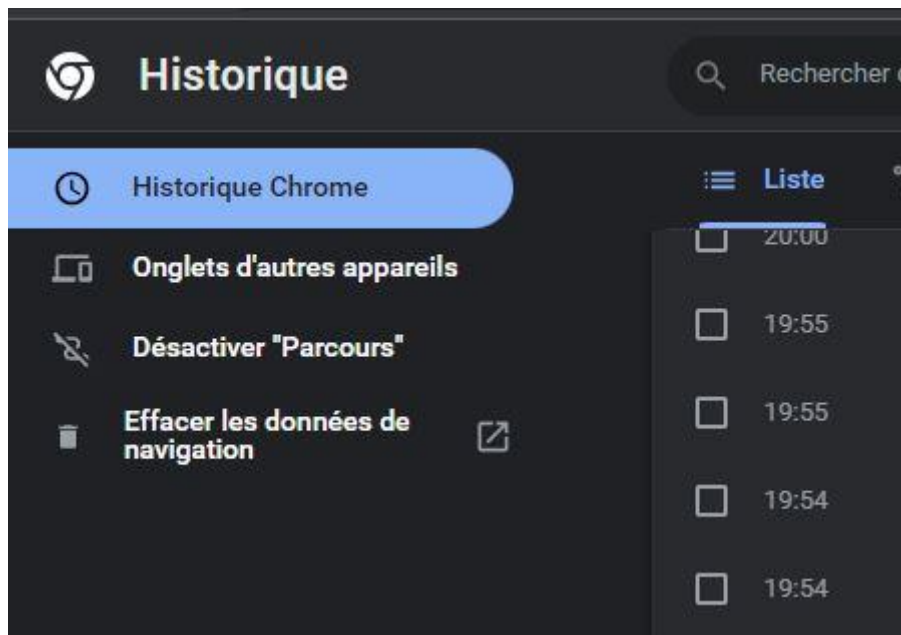 Historique
Rechercher
Historique Chrome
Onglets d'autres appareils
Désactiver "Parcours"
Effacer les données de
navigation
Liste
20:00
19:55
19:55
19:54
19:54